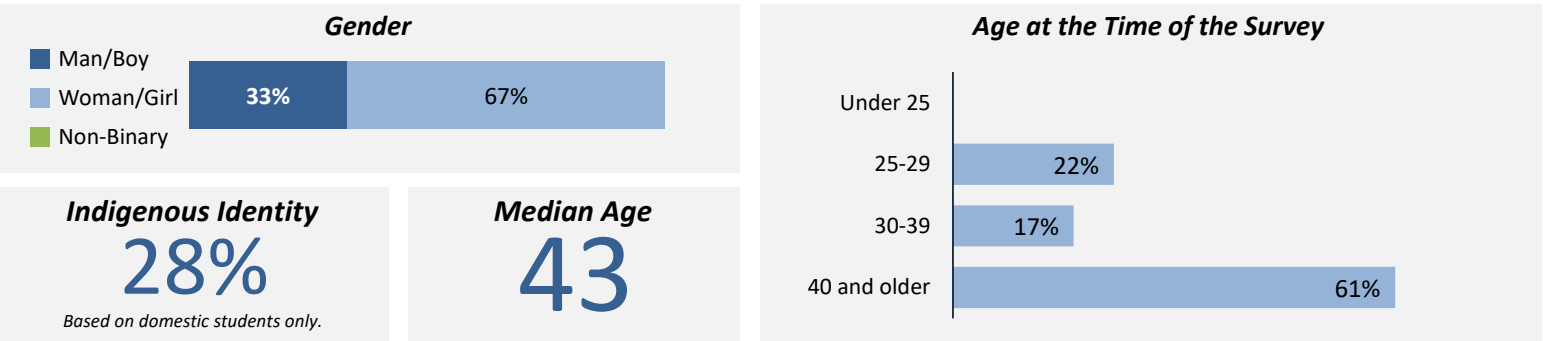 Gender
Man/Boy
Woman/Girl
Non-Binary
33%
67%
Indigenous Identity
28%
Based on domestic students only.
Median Age
43
Age at the Time of the Survey
Under 25
25-29
22%
30-39
17%
40 and older
61%